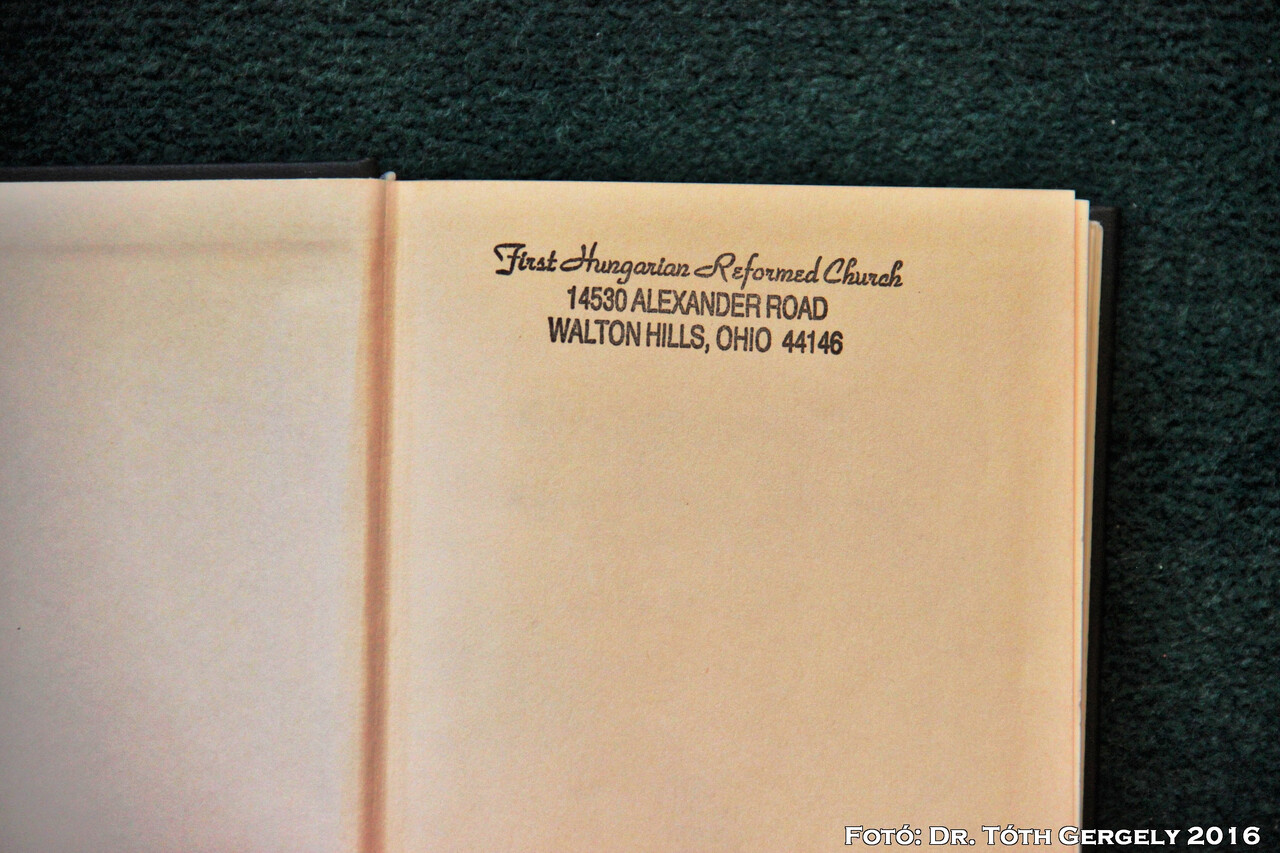 First Hungarian Reformed Church
14530 ALEXANDER ROAD
WALTON HILLS, OHIO 44146
FOTÓ: DR. TÓTH GERGELY 2016